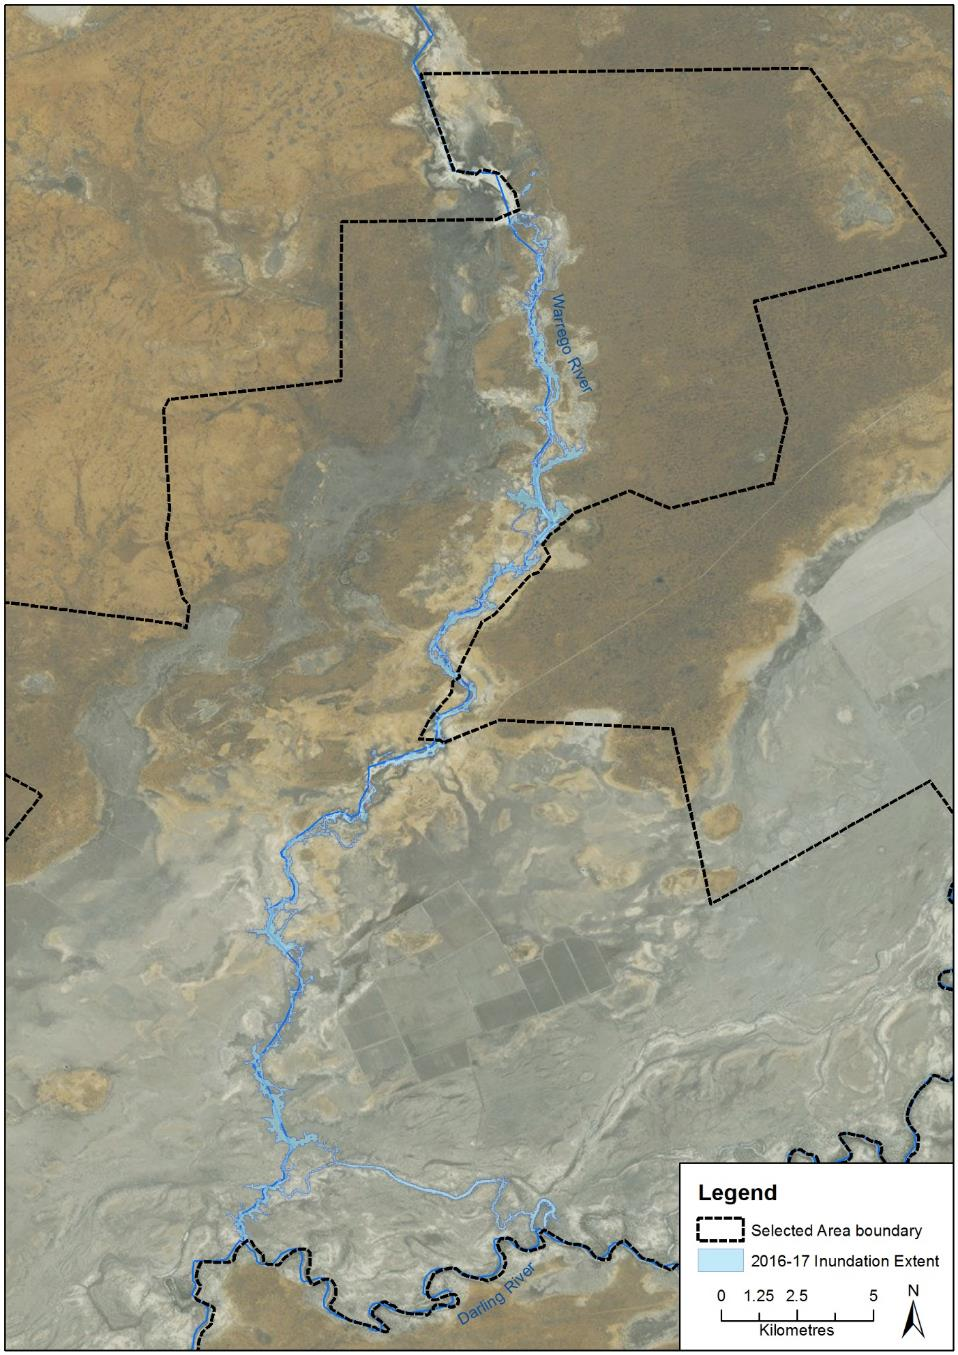 Warrego River
Darling River
Legend
Selected Area boundary
2016-17 Inundation Extent
0 1.25 2.5 5
Kilometres
N